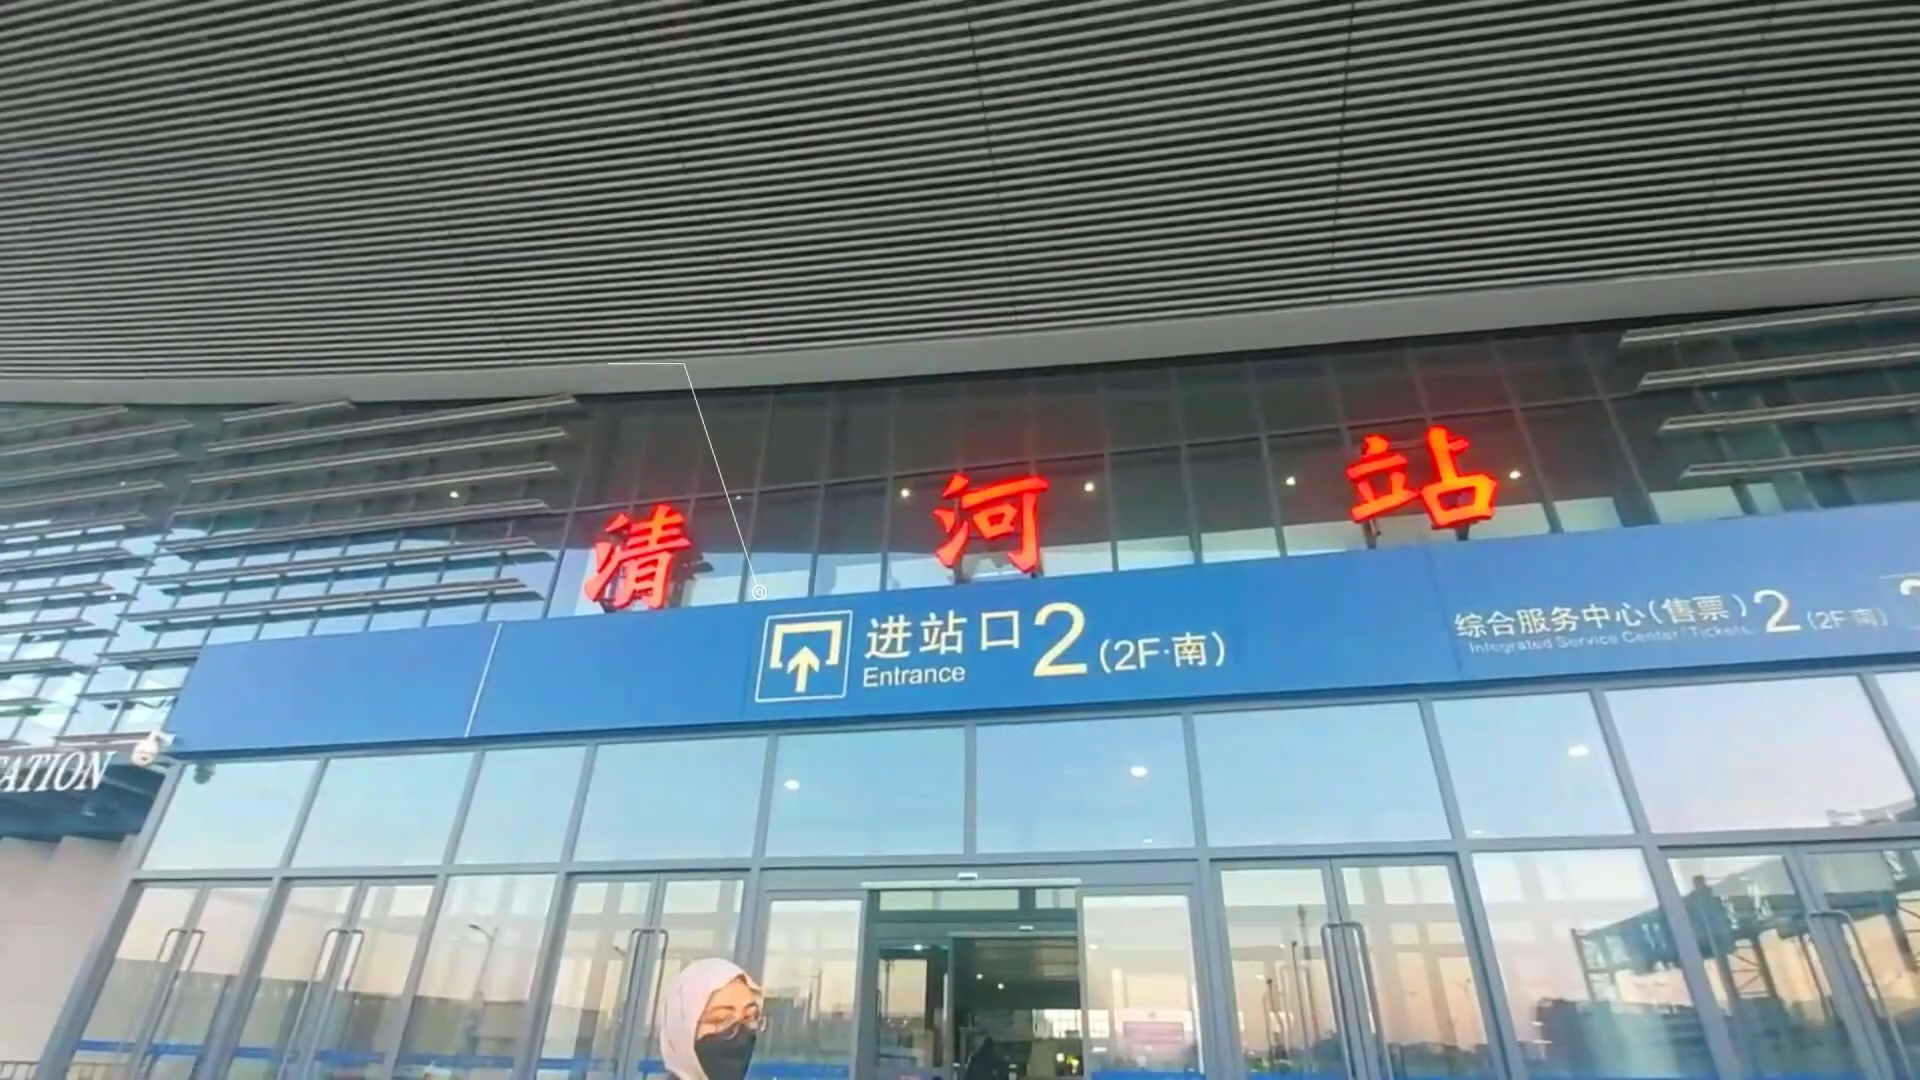 清河站
进站口2(2F·南)
Entrance
综合服务中心(售票)2(2F·南)
Integrated Service Center/Tickets
ATION